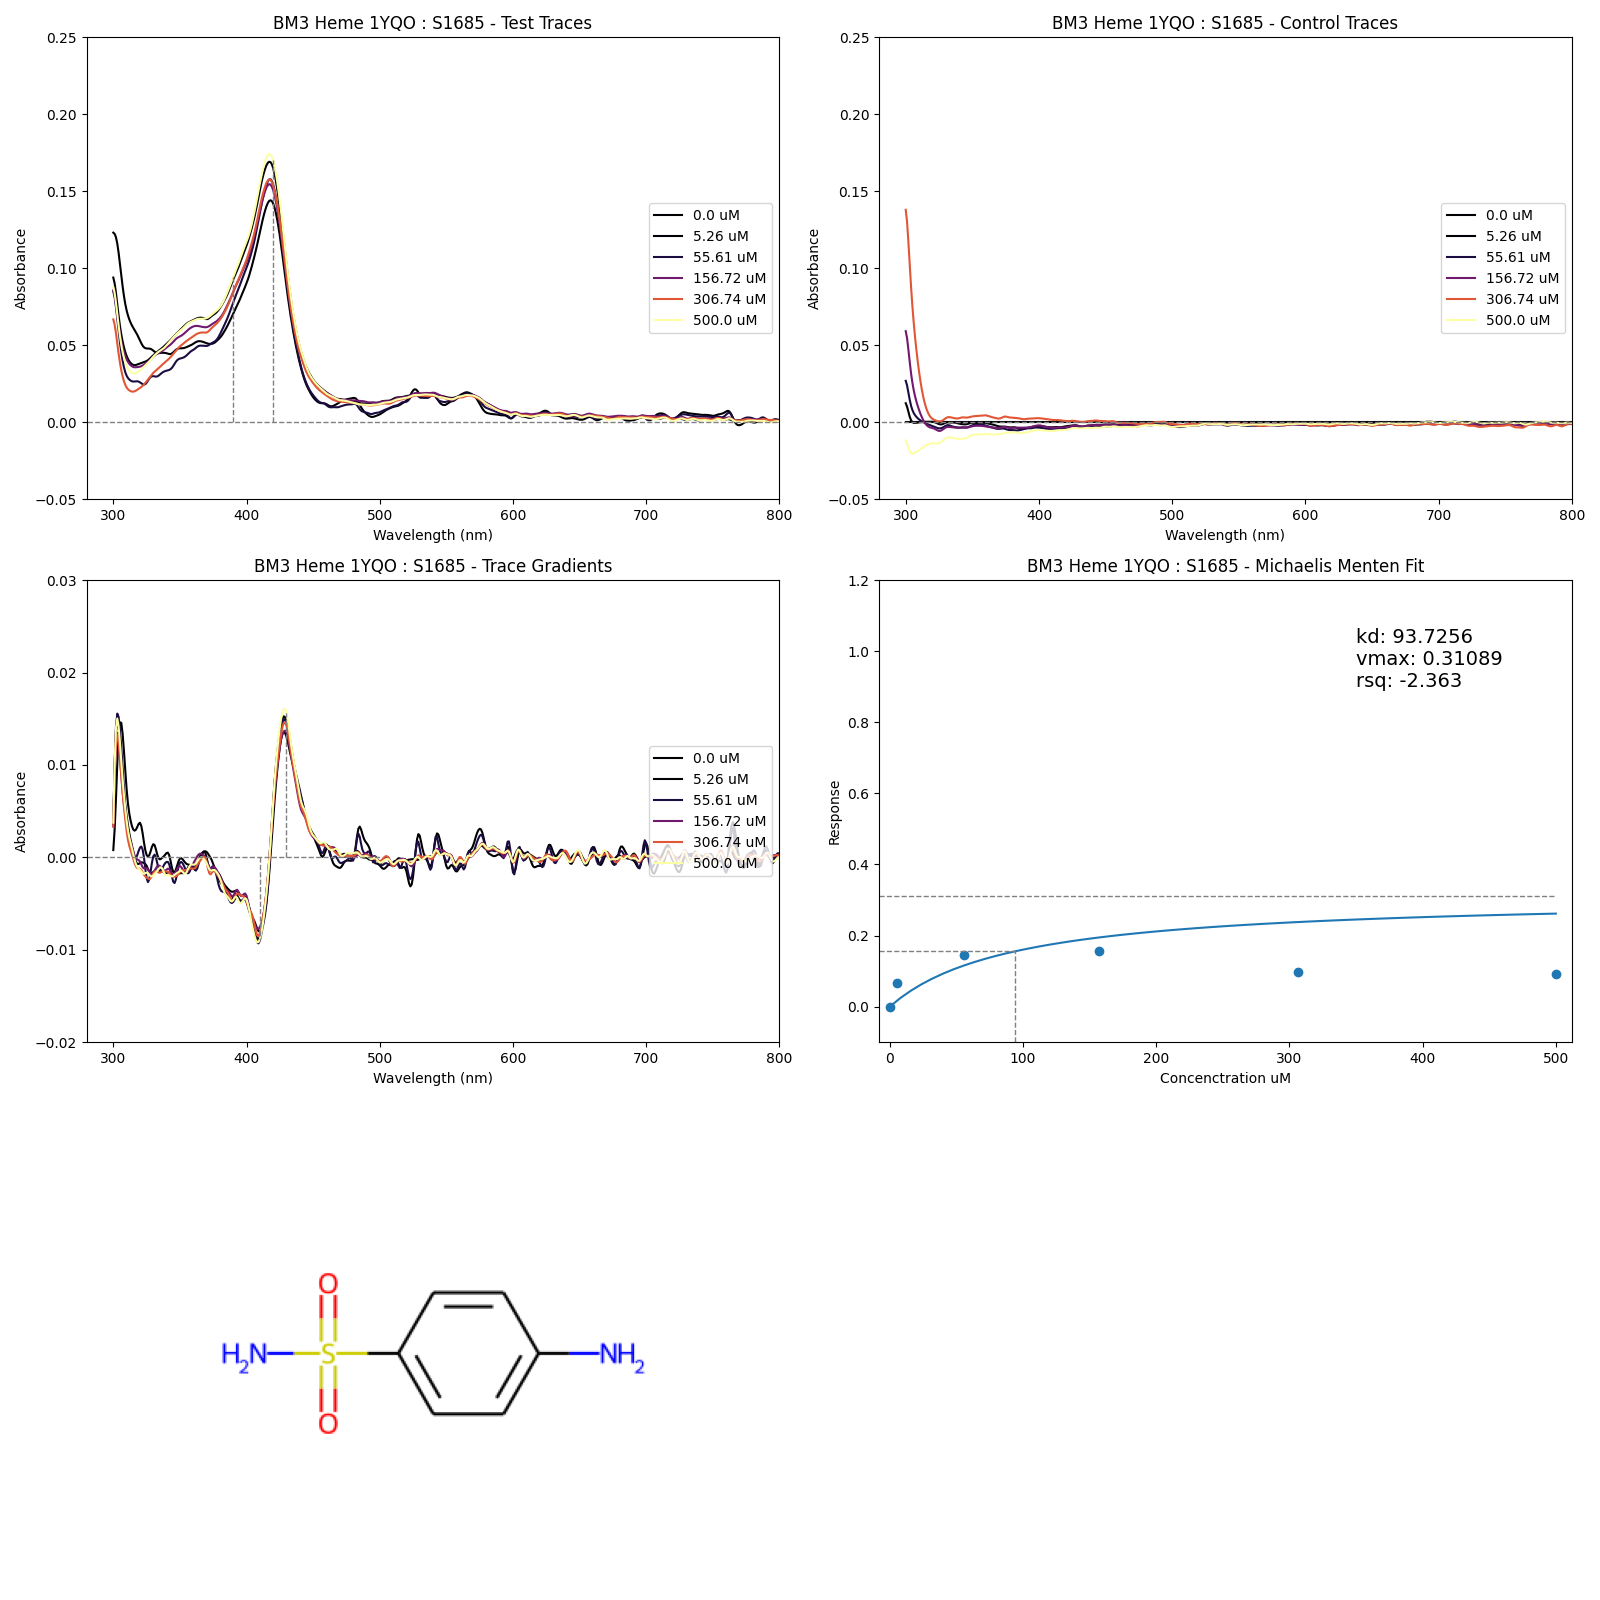 BM3 Heme 1YQO : S1685 - Test Traces
0.25
0.20
0.15
0.10
0.05
0.00
−0.05
Absorbance
300
400
500
600
700
800
Wavelength (nm)
0.0 uM
5.26 uM
55.61 uM
156.72 uM
306.74 uM
500.0 uM
BM3 Heme 1YQO : S1685 - Control Traces
0.25
0.20
0.15
0.10
0.05
0.00
−0.05
Absorbance
300
400
500
600
700
800
Wavelength (nm)
0.0 uM
5.26 uM
55.61 uM
156.72 uM
306.74 uM
500.0 uM
BM3 Heme 1YQO : S1685 - Trace Gradients
0.03
0.02
0.01
0.00
−0.01
−0.02
Absorbance
300
400
500
600
700
800
Wavelength (nm)
0.0 uM
5.26 uM
55.61 uM
156.72 uM
306.74 uM
500.0 uM
BM3 Heme 1YQO : S1685 - Michaelis Menten Fit
1.2
1.0
0.8
0.6
0.4
0.2
0.0
Response
kd: 93.7256
vmax: 0.31089
rsq: -2.363
0
100
200
300
400
500
Concenctration uM
O
H2N
S
NH2
O